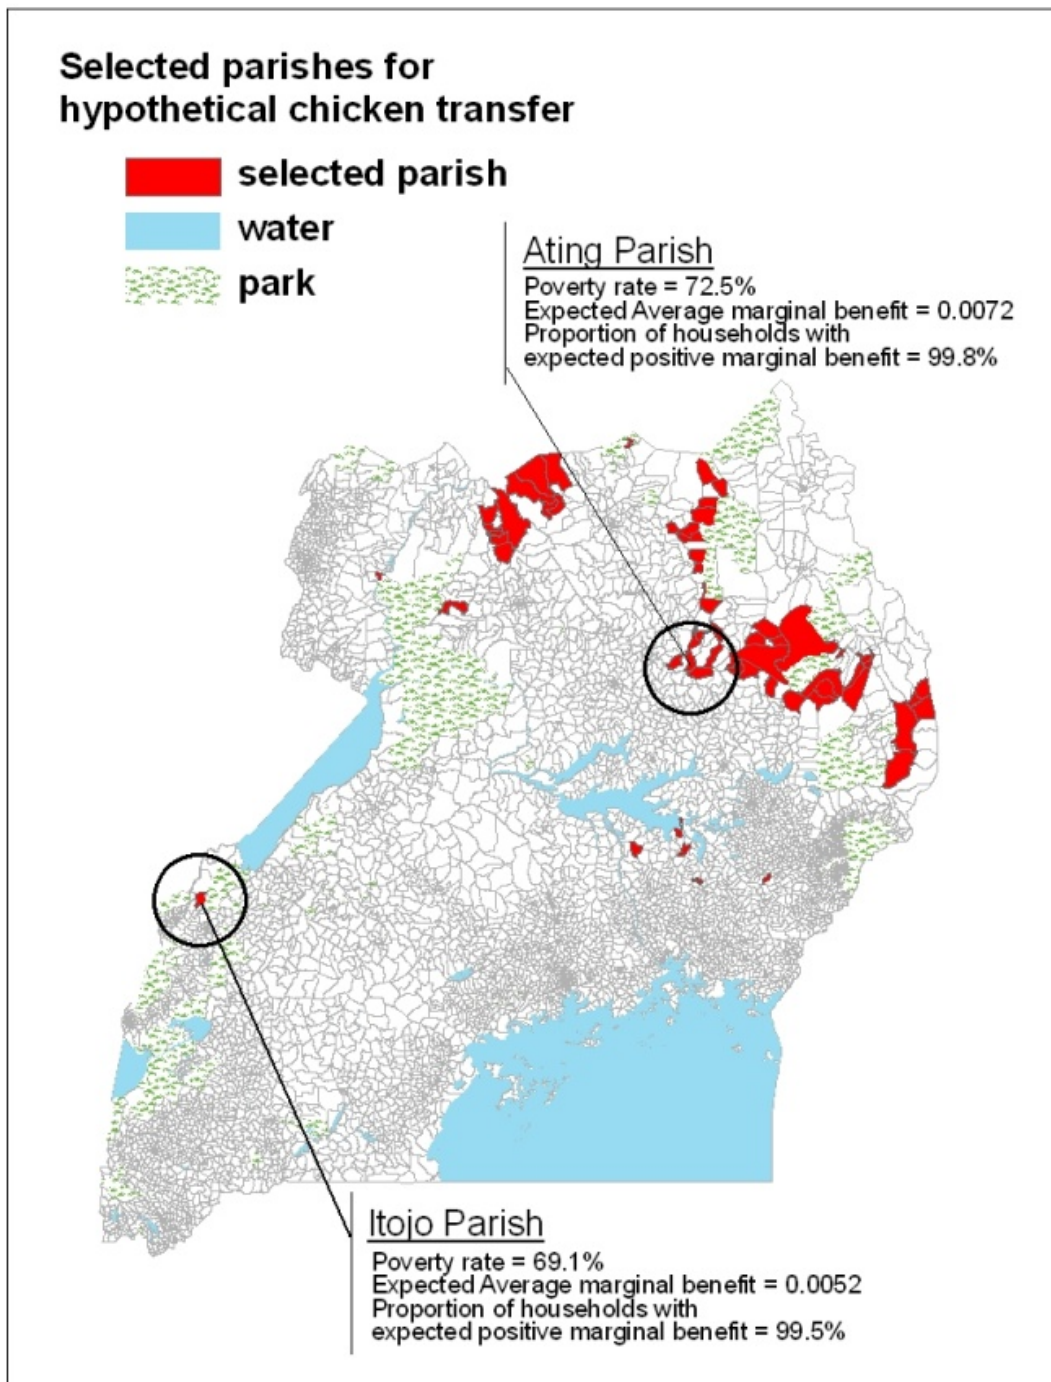 Selected parishes for
hypothetical chicken transfer
selected parish
water
park
Ating Parish
Poverty rate = 72.5%
Expected Average marginal benefit = 0.0072
Proportion of households with
expected positive marginal benefit = 99.8%
Itojo Parish
Poverty rate = 69.1%
Expected Average marginal benefit = 0.0052
Proportion of households with
expected positive marginal benefit = 99.5%